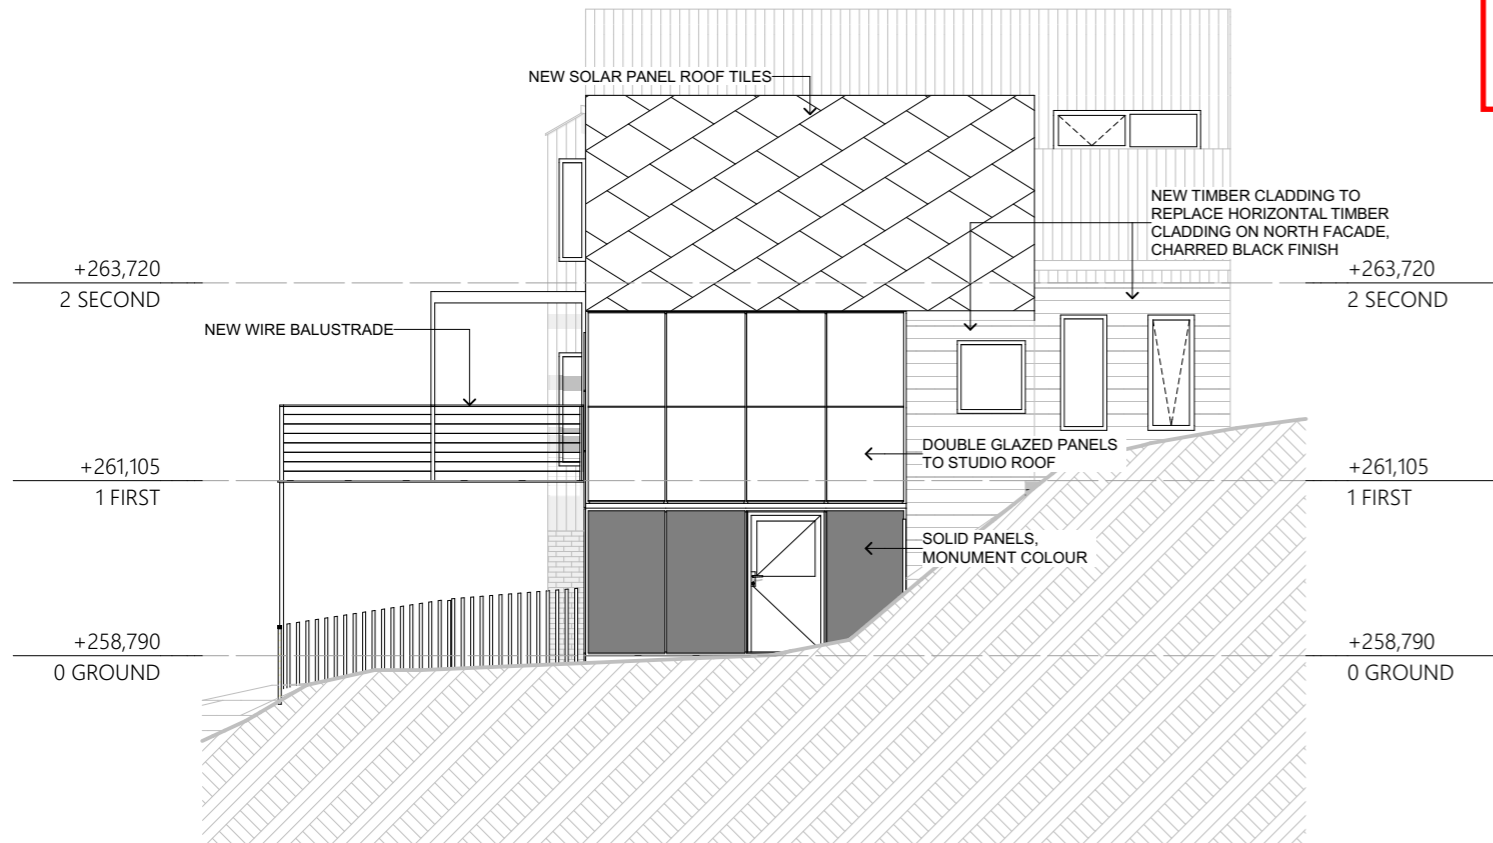 NEW SOLAR PANEL ROOF TILES
NEW TIMBER CLADDING TO
REPLACE HORIZONTAL TIMBER
CLADDING ON NORTH FACADE,
CHARRED BLACK FINISH
+263,720
2 SECOND
+263,720
2 SECOND
NEW WIRE BALUSTRADE
DOUBLE GLAZED PANELS
TO STUDIO ROOF
+261,105
1 FIRST
+261,105
1 FIRST
SOLID PANELS,
MONUMENT COLOUR
+258,790
0 GROUND
+258,790
0 GROUND